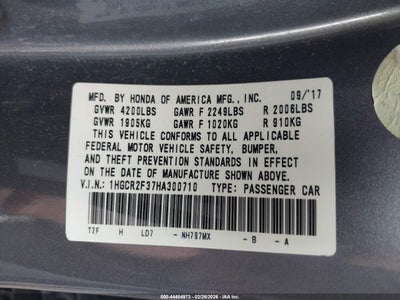 MFD. BY HONDA OF AMERICA MFG., INC. 09/'17
GVWR 4200LBS GAWR F 2249LBS R 2006LBS
GVWR 1905KG GAWR F 1020KG R 910KG
THIS VEHICLE CONFORMS TO ALL APPLICABLE
FEDERAL MOTOR VEHICLE SAFETY, BUMPER,
AND THEFT PREVENTION STANDARDS IN EFFECT
ON THE DATE OF MANUFACTURE SHOWN ABOVE.
V.I.N.: 1HGCR2F37HA300710 TYPE: PASSENGER CAR
T2F H LD7 - NH797MX - B - A
000-44494973 - 02/26/2026 - IAA Inc.